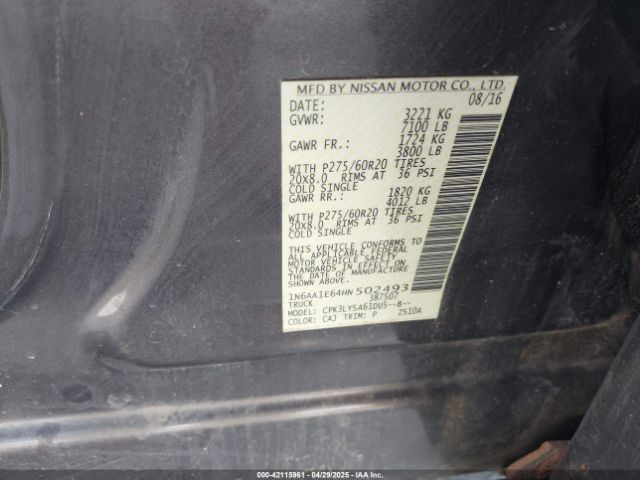 MFD BY NISSAN MOTOR CO., LTD.
DATE: 08/16
GVWR: 3221 KG
7100 LB
GAWR FR.: 1724 KG
3800 LB
WITH P275/60R20 TIRES
20X8.0 RIMS AT 36 PSI
COLD SINGLE
GAWR RR.: 1820 KG
4012 LB
WITH P275/60R20 TIRES
20X8.0 RIMS AT 36 PSI
COLD SINGLE
THIS VEHICLE CONFORMS TO
ALL APPLICABLE FEDERAL
MOTOR VEHICLE SAFETY
STANDARDS IN EFFECT ON
THE DATE OF MANUFACTURE
SHOWN ABOVE.
1N6AA1E64HN502493
TRUCK 387507
MODEL: CPK3LYSA61DU5--B--
COLOR: CAJ TRIM: P ZS10A
000-42115961 04/29/2025 IAAI, Inc.